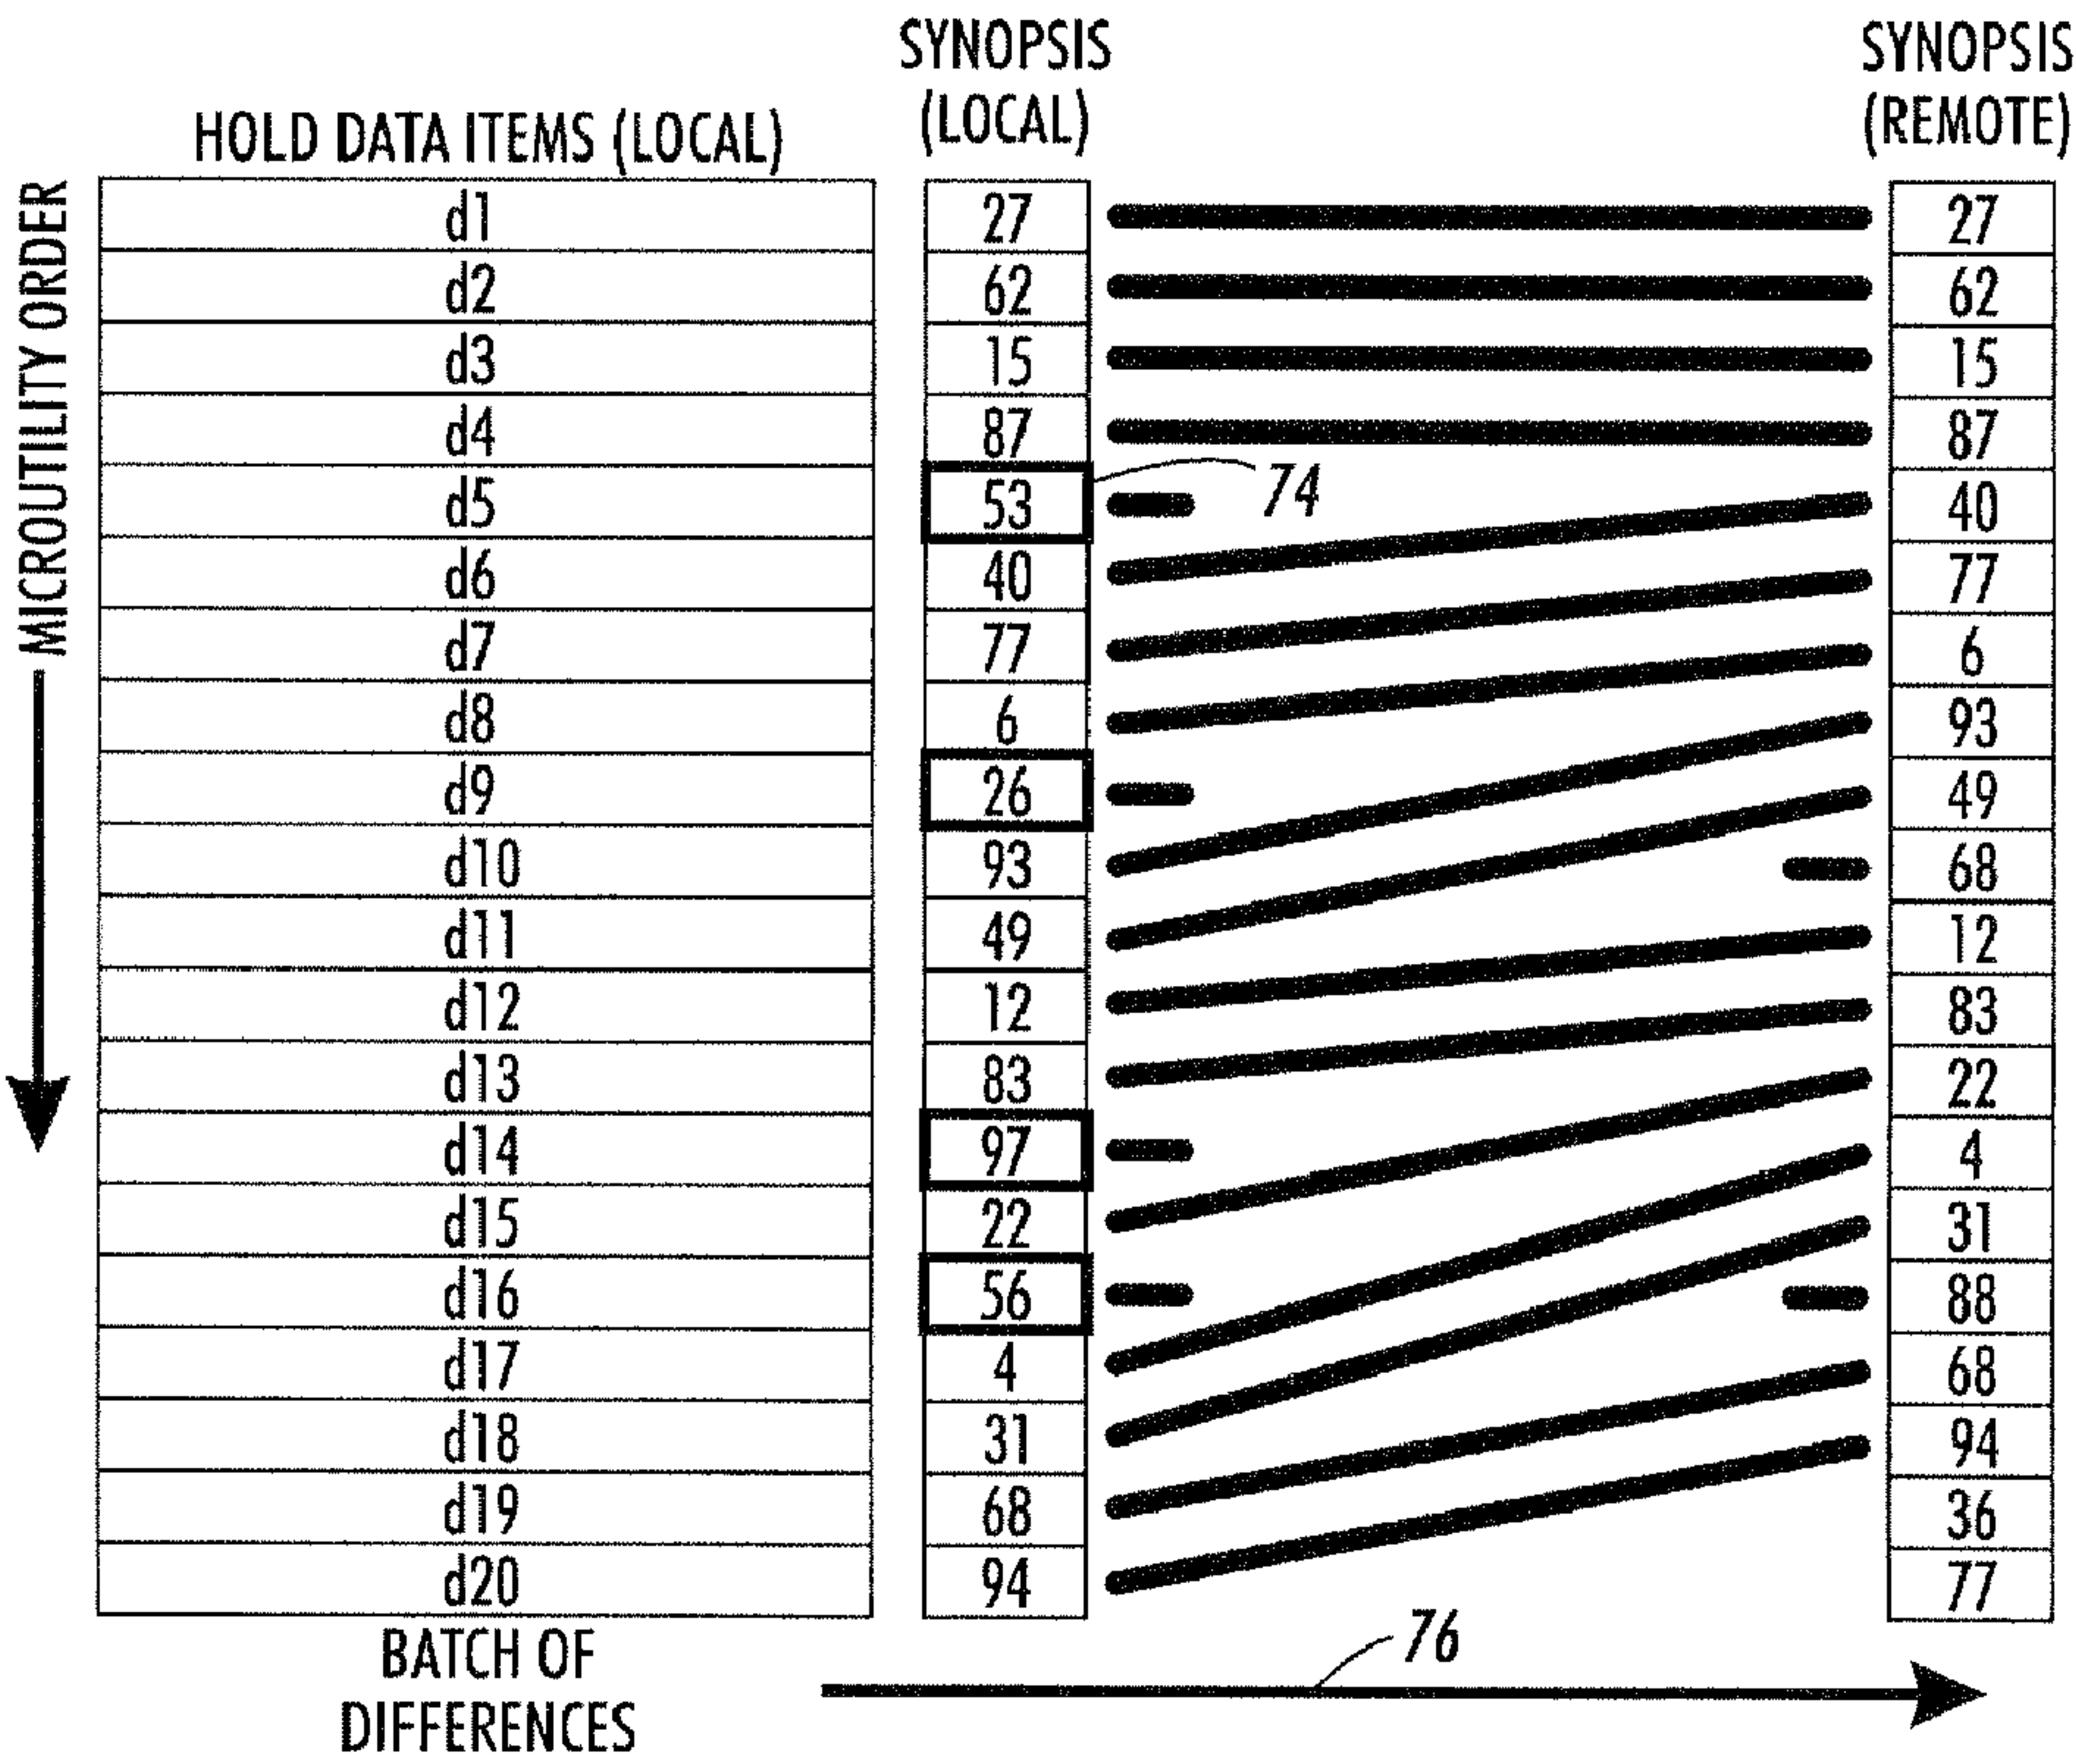 SYNOPSIS
(LOCAL)
SYNOPSIS
(REMOTE)
HOLD DATA ITEMS (LOCAL)
MICROUTILITY ORDER
d1 27 27
d2 62 62
d3 15 15
d4 87 87
d5 53 74 40
d6 40 77
d7 77 6
d8 6 93
d9 26 49
d10 93 68
d11 49 12
d12 12 83
d13 83 22
d14 97 4
d15 22 31
d16 56 88
d17 4 68
d18 31 94
d19 68 36
d20 94 77
BATCH OF
DIFFERENCES
76